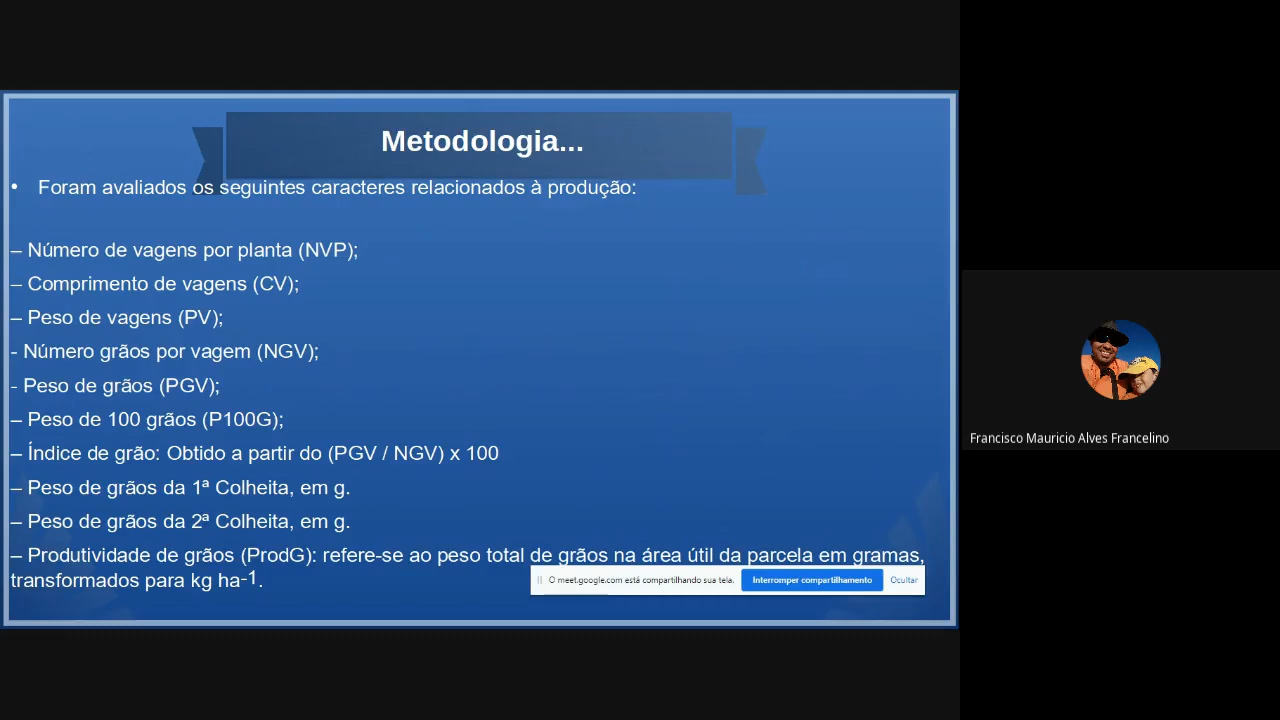 Metodologia...
• Foram avaliados os seguintes caracteres relacionados à produção:
– Número de vagens por planta (NVP);
– Comprimento de vagens (CV);
– Peso de vagens (PV);
- Número grãos por vagem (NGV);
- Peso de grãos (PGV);
– Peso de 100 grãos (P100G);
– Índice de grão: Obtido a partir do (PGV / NGV) x 100
– Peso de grãos da 1ª Colheita, em g.
– Peso de grãos da 2ª Colheita, em g.
– Produtividade de grãos (ProdG): refere-se ao peso total de grãos na área útil da parcela em gramas,
transformados para kg ha-1.
O meet.google.com está compartilhando sua tela. Interromper compartilhamento Ocultar
Francisco Mauricio Alves Francelino